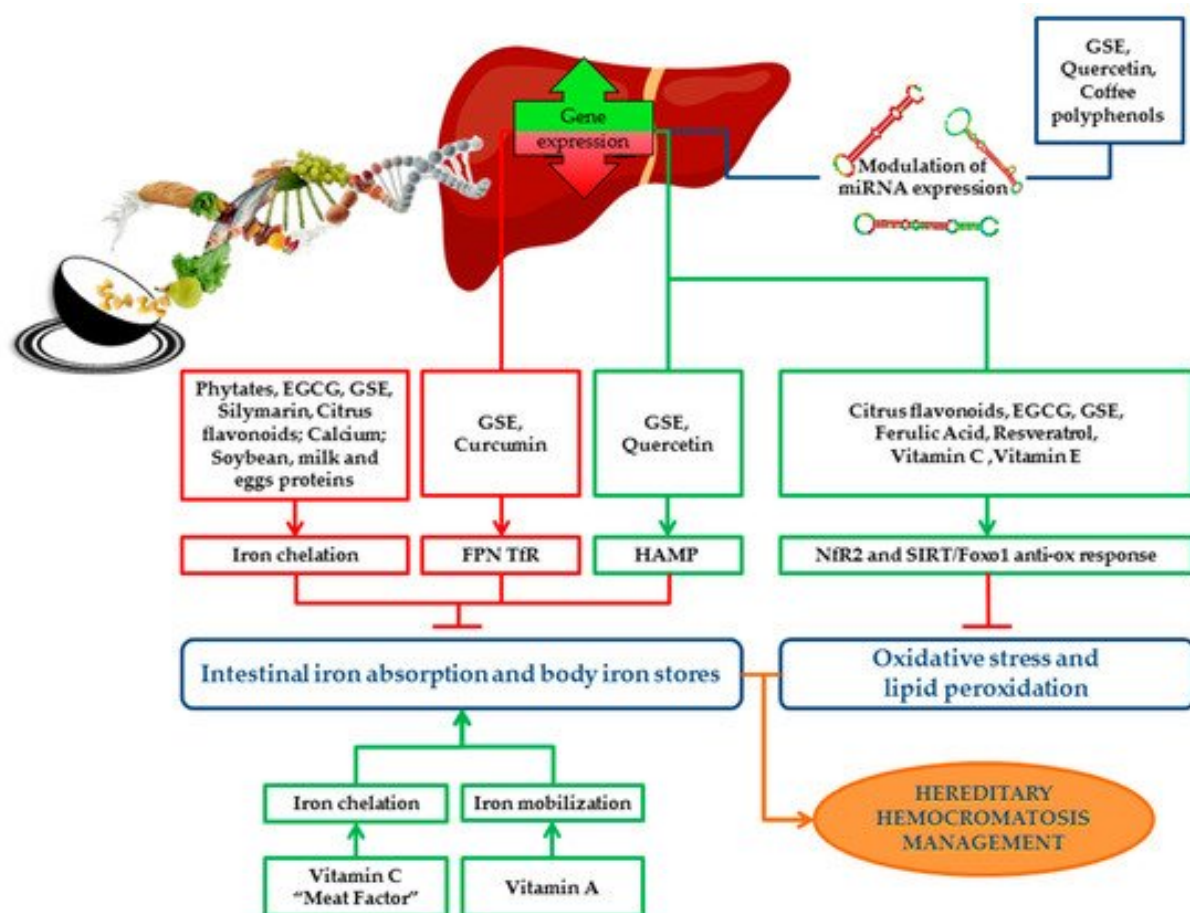 GSE,
Quercetin,
Coffee
polyphenols
Gene
expression
Modulation of
miRNA expression
Phytates, EGCG, GSE,
Silymarin, Citrus
flavonoids; Calcium;
Soybean, milk and
eggs proteins
GSE,
Curcumin
GSE,
Quercetin
Citrus flavonoids, EGCG, GSE,
Ferulic Acid, Resveratrol,
Vitamin C ,Vitamin E
Iron chelation
FPN TfR
HAMP
NfR2 and SIRT/Foxo1 anti-ox response
Intestinal iron absorption and body iron stores
Oxidative stress and
lipid peroxidation
Iron chelation
Iron mobilization
Vitamin C
“Meat Factor”
Vitamin A
HEREDITARY
HEMOCROMATOSIS
MANAGEMENT